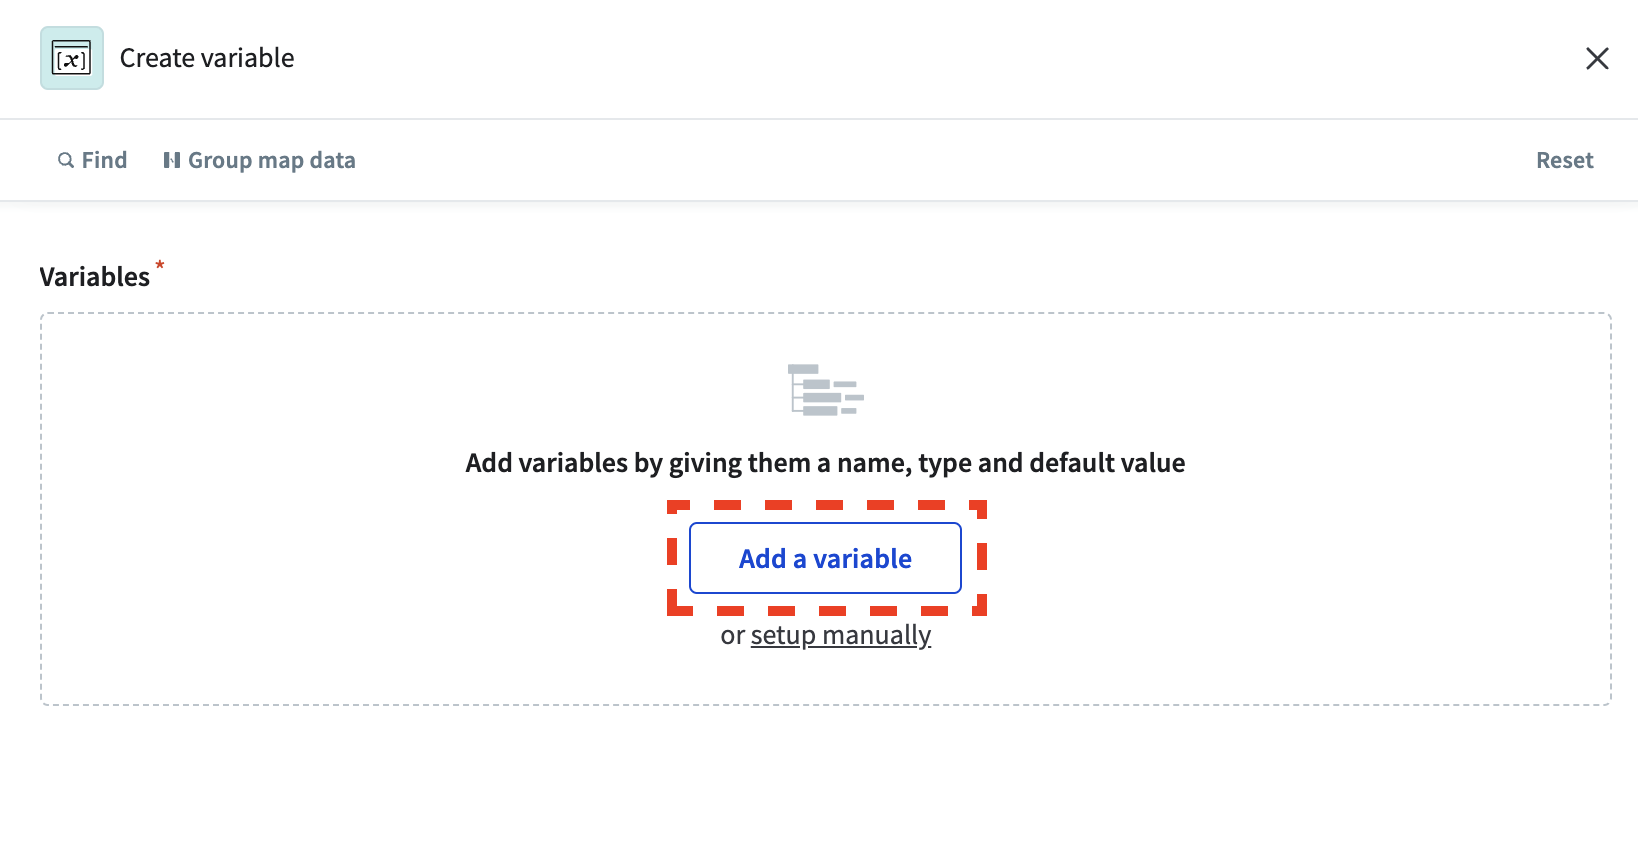 [x] Create variable
Find Group map data Reset
Variables *
Add variables by giving them a name, type and default value
Add a variable
or setup manually